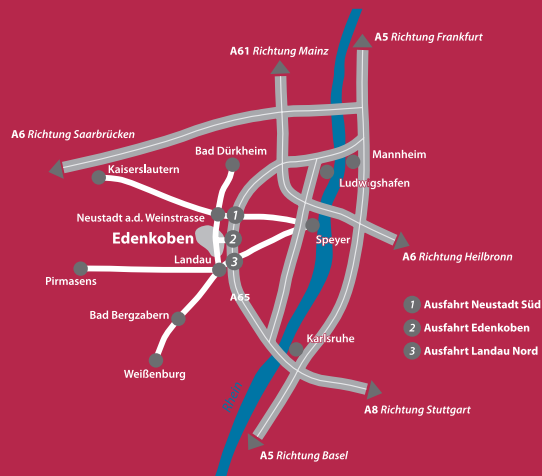 A5 Richtung Frankfurt
A61 Richtung Mainz
A6 Richtung Saarbrücken
Bad Dürkheim
Mannheim
Kaiserslautern
Ludwigshafen
Neustadt a.d. Weinstrasse
1
Edenkoben
2
Speyer
Landau
3
A6 Richtung Heilbronn
Pirmasens
A65
1 Ausfahrt Neustadt Süd
Bad Bergzabern
2 Ausfahrt Edenkoben
Karlsruhe
3 Ausfahrt Landau Nord
Weißenburg
Rhein
A8 Richtung Stuttgart
A5 Richtung Basel